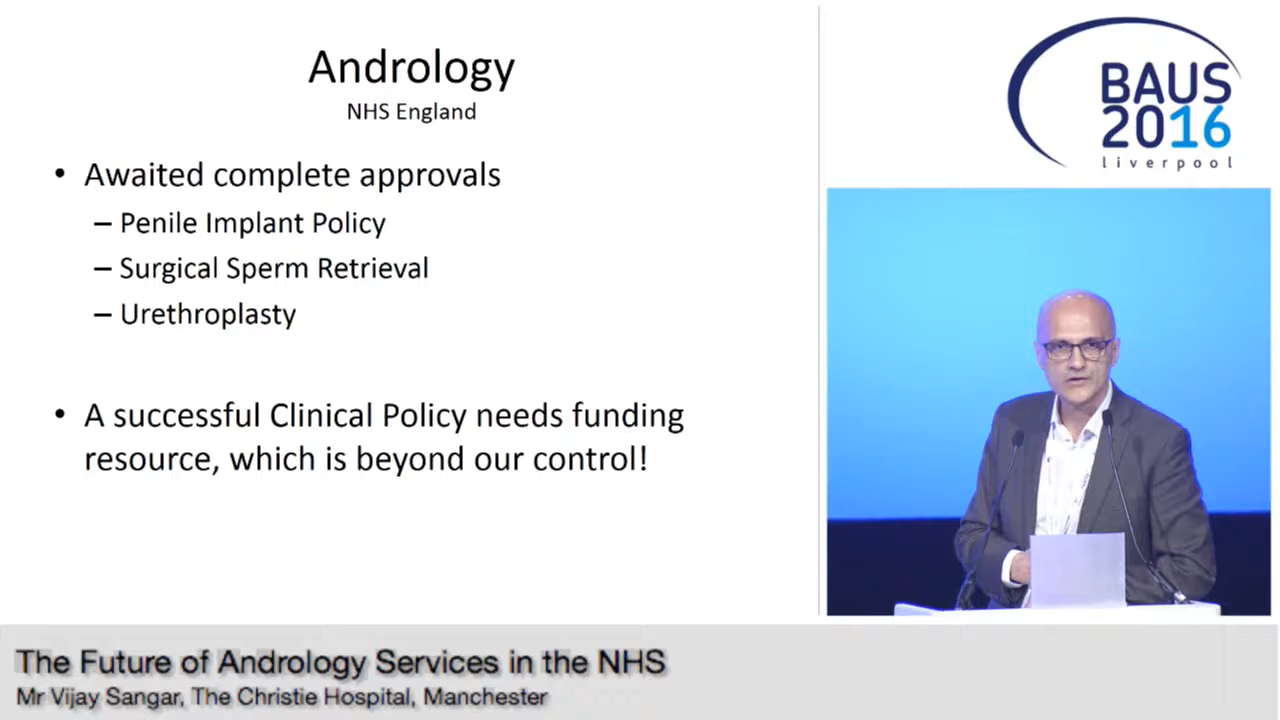 Andrology
NHS England
• Awaited complete approvals
– Penile Implant Policy
– Surgical Sperm Retrieval
– Urethroplasty
• A successful Clinical Policy needs funding
resource, which is beyond our control!
BAUS
2016
liverpool
The Future of Andrology Services in the NHS
Mr Vijay Sangar, The Christie Hospital, Manchester